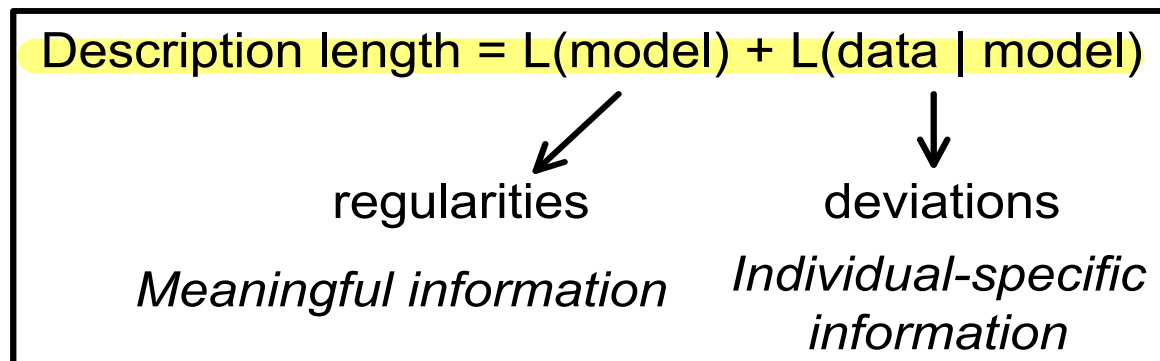 Description length = L(model) + L(data | model)
regularities
deviations
Meaningful information
Individual-specific
information